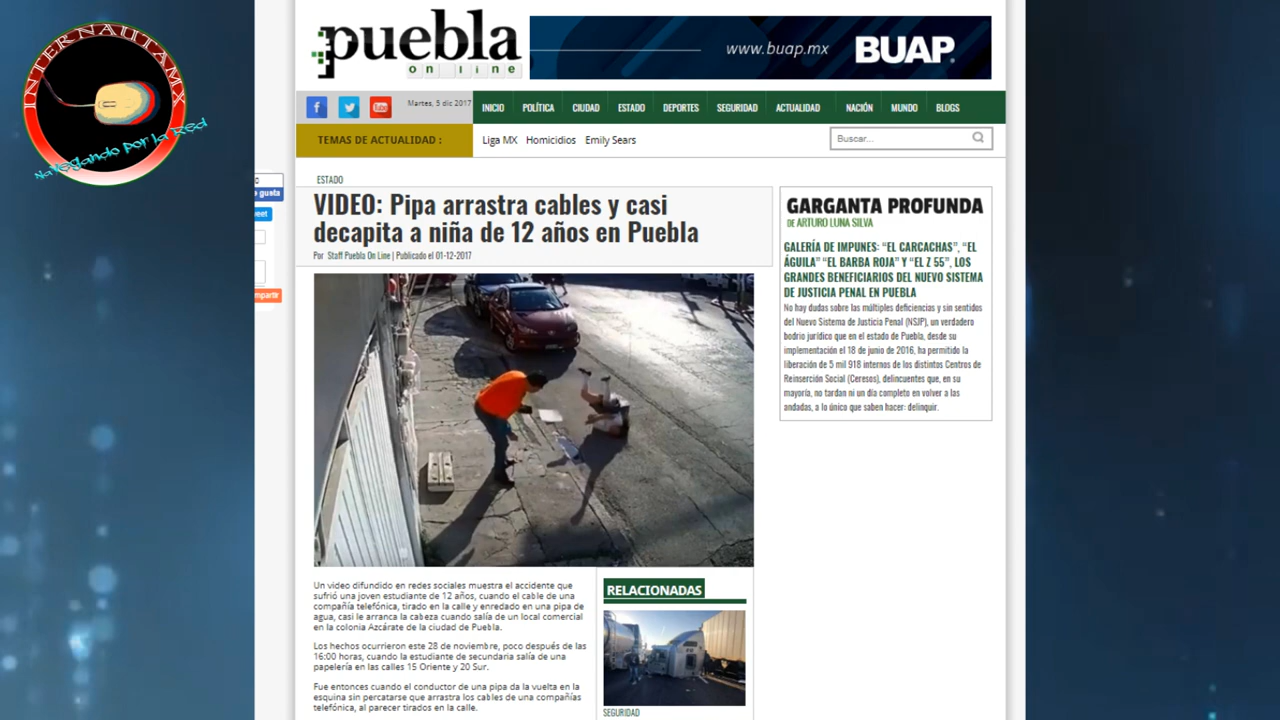 INTERNAUTAMX
Navegando por la Red
puebla
on line
www.buap.mx
BUAP
Martes, 5 dic 2017
INICIO
POLÍTICA
CIUDAD
ESTADO
DEPORTES
SEGURIDAD
ACTUALIDAD
NACIÓN
MUNDO
BLOGS
TEMAS DE ACTUALIDAD :
Liga MX Homicidios Emily Sears
Buscar...
ESTADO
VIDEO: Pipa arrastra cables y casi
decapita a niña de 12 años en Puebla
Por Staff Puebla On Line | Publicado el 01-12-2017
Un video difundido en redes sociales muestra el accidente que
sufrió una joven estudiante de 12 años, cuando el cable de una
compañía telefónica, tirado en la calle y enredado en una pipa de
agua, casi le arranca la cabeza cuando salía de un local comercial
en la colonia Azcárate de la ciudad de Puebla.
Los hechos ocurrieron este 28 de noviembre, poco después de las
16:00 horas, cuando la estudiante de secundaria salía de una
papelería en las calles 15 Oriente y 20 Sur.
Fue entonces cuando el conductor de una pipa da la vuelta en la
esquina sin percatarse que arrastra los cables de una compañías
telefónica, al parecer tirados en la calle.
RELACIONADAS
SEGURIDAD
GARGANTA PROFUNDA
DE ARTURO LUNA SILVA
GALERÍA DE IMPUNES: “EL CARCACHAS”, “EL
ÁGUILA” “EL BARBA ROJA” Y “EL Z 55”, LOS
GRANDES BENEFICIARIOS DEL NUEVO SISTEMA
DE JUSTICIA PENAL EN PUEBLA
No hay dudas sobre las múltiples deficiencias y sin sentidos
del Nuevo Sistema de Justicia Penal (NSJP), un verdadero
bodrio jurídico que en el estado de Puebla, desde su
implementación el 18 de junio de 2016, ha permitido la
liberación de 5 mil 918 internos de los distintos Centros de
Reinserción Social (Ceresos), delincuentes que, en su
mayoría, no tardan ni un día completo en volver a las
andadas, a lo único que saben hacer: delinquir.